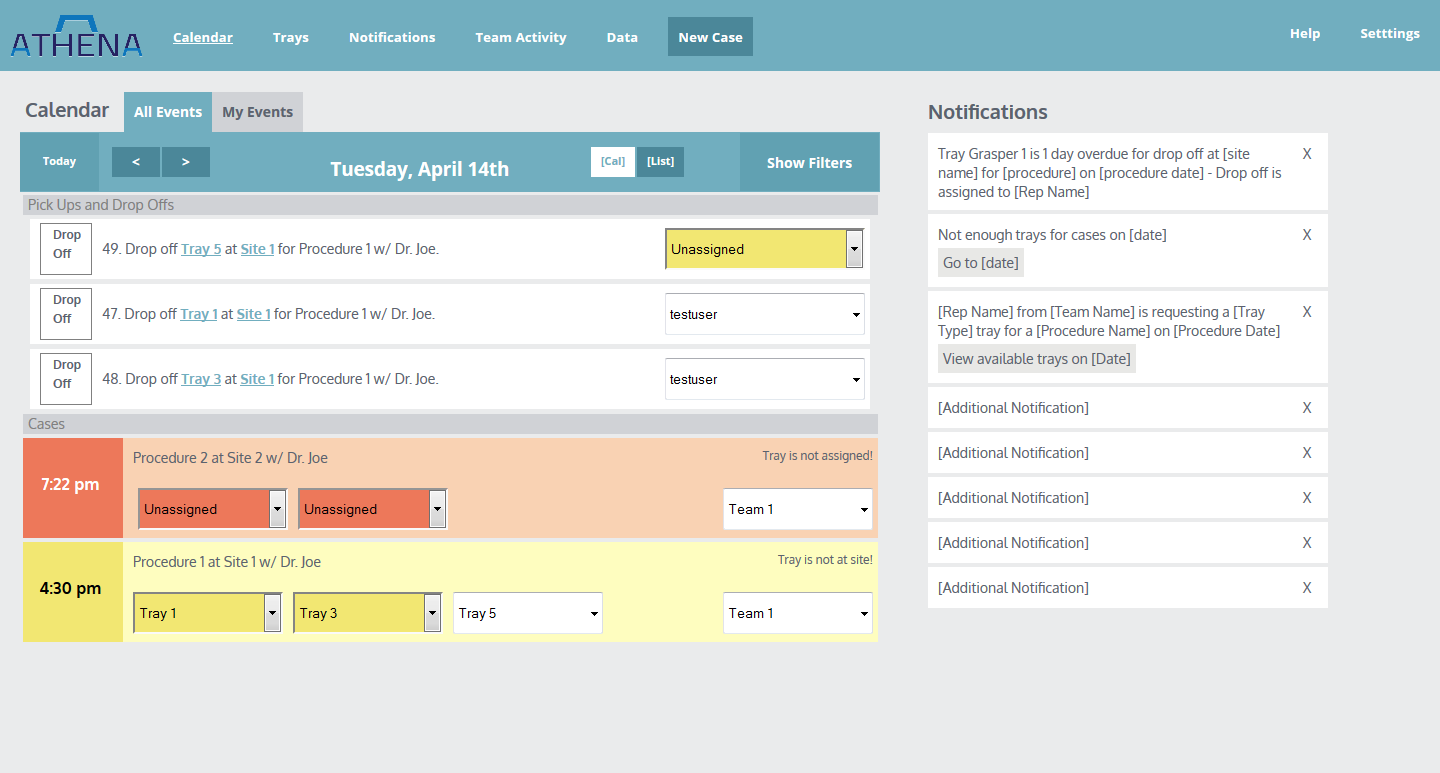 ATHENA
Calendar
Trays
Notifications
Team Activity
Data
New Case
Help
Setttings
Calendar
All Events
My Events
Today
<
>
Tuesday, April 14th
[Cal]
[LIst]
Show Filters
Pick Ups and Drop Offs
Drop
Off
49. Drop off Tray 5 at Site 1 for Procedure 1 w/ Dr. Joe.
Unassigned
Drop
Off
47. Drop off Tray 1 at Site 1 for Procedure 1 w/ Dr. Joe.
testuser
Drop
Off
48. Drop off Tray 3 at Site 1 for Procedure 1 w/ Dr. Joe.
testuser
Cases
7:22 pm
Procedure 2 at Site 2 w/ Dr. Joe
Tray is not assigned!
Unassigned
Unassigned
Team 1
4:30 pm
Procedure 1 at Site 1 w/ Dr. Joe
Tray is not at site!
Tray 1
Tray 3
Tray 5
Team 1
Notifications
Tray Grasper 1 is 1 day overdue for drop off at [site
name] for [procedure] on [procedure date] - Drop off is
assigned to [Rep Name]
X
Not enough trays for cases on [date]
X
Go to [date]
[Rep Name] from [Team Name] is requesting a [Tray
Type] tray for a [Procedure Name] on [Procedure Date]
X
View available trays on [Date]
[Additional Notification]
X
[Additional Notification]
X
[Additional Notification]
X
[Additional Notification]
X
[Additional Notification]
X